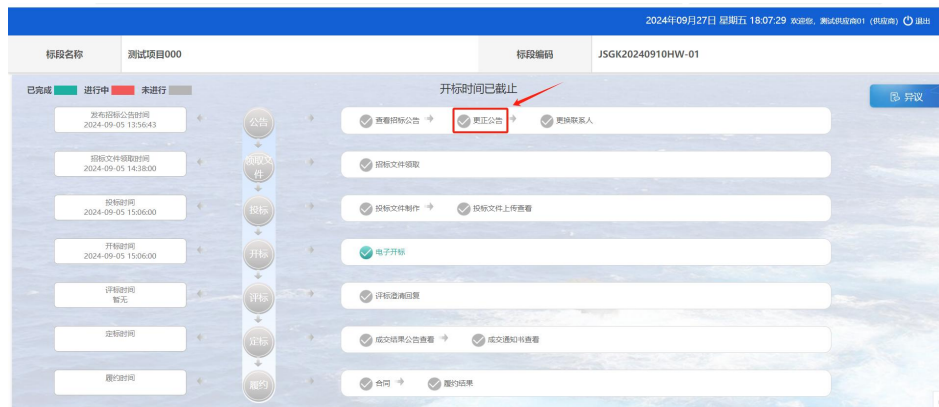 2024年09月27日 星期五 18:07:29 欢迎您, 测试供应商01 (供应商) 退出
标段名称 测试项目000 标段编码 JSGK20240910HW-01
已完成 进行中 未进行 开标时间已截止
异议
发布招标公告时间
2024-09-05 13:56:43
公告
查看招标公告 更正公告 更换联系人
招标文件领取时间
2024-09-05 14:38:00
领取文件
招标文件领取
投标时间
2024-09-05 15:06:00
投标
投标文件制作 投标文件上传查看
开标时间
2024-09-05 15:06:00
开标
电子开标
评标时间
暂无
评标
评标澄清回复
定标时间
定标
成交结果公告查看 成交通知书查看
履约时间
履约
合同 履约结果